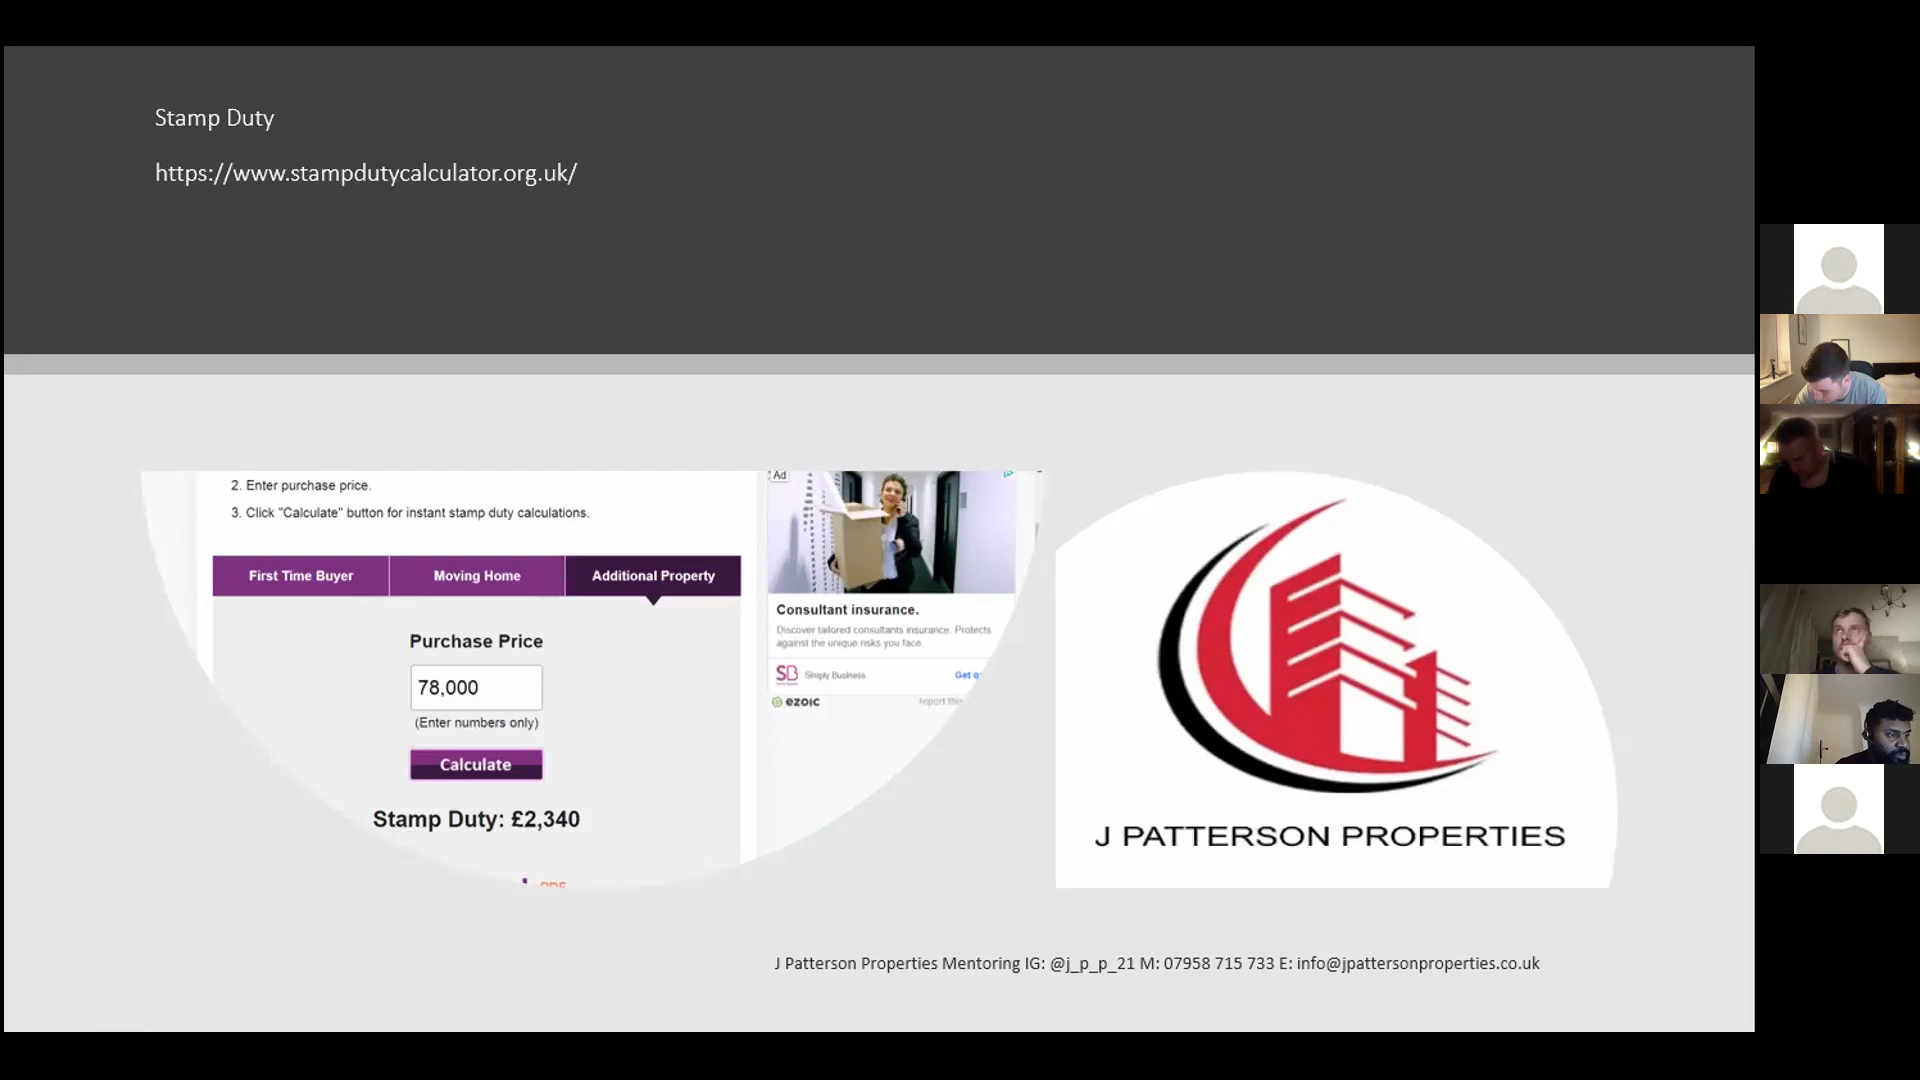 Stamp Duty
https://www.stampdutycalculator.org.uk/
2. Enter purchase price.
3. Click "Calculate" button for instant stamp duty calculations.
First Time Buyer
Moving Home
Additional Property
Purchase Price
78,000
(Enter numbers only)
Calculate
Stamp Duty: £2,340
Ad
Consultant insurance.
Discover tailored consultants insurance. Protects
against the unique risks you face.
SB Simply Business
Get
ezoic
report this
J PATTERSON PROPERTIES
J Patterson Properties Mentoring IG: @j_p_p_21 M: 07958 715 733 E: info@jpattersonproperties.co.uk